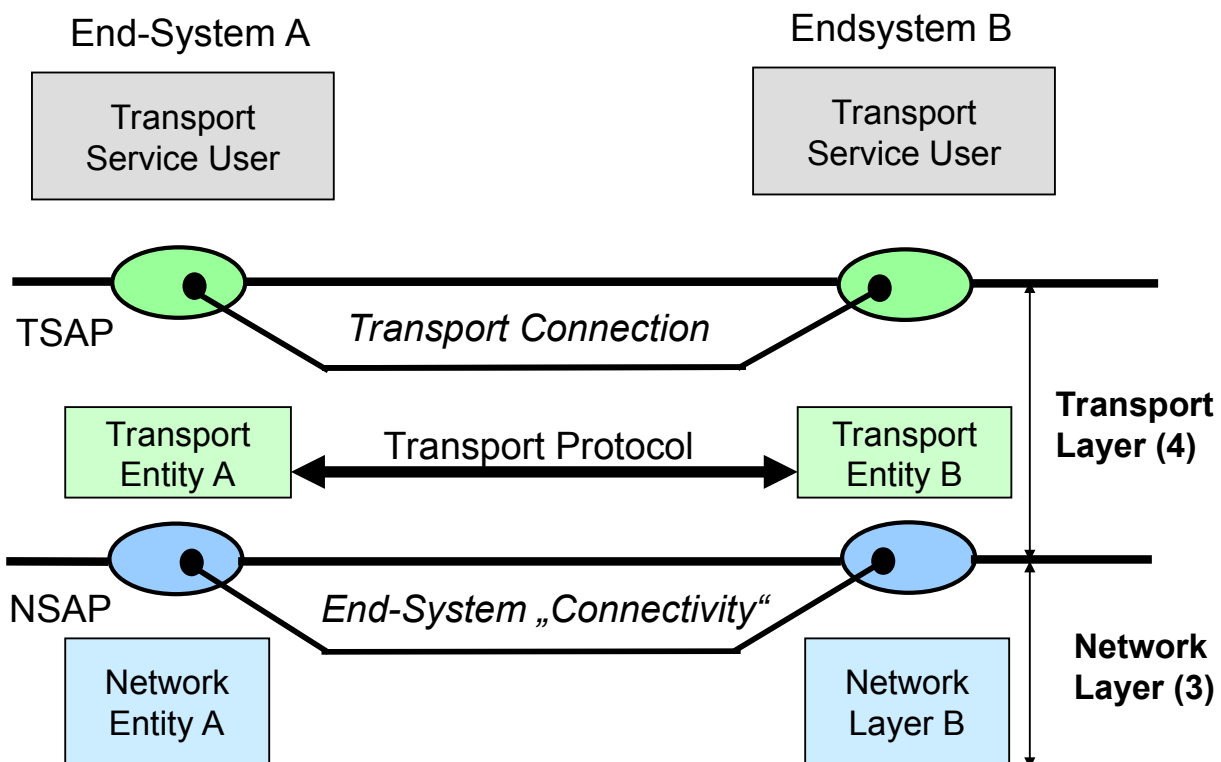 End-System A
Endsystem B
Transport
Service User
Transport
Service User
TSAP
Transport Connection
Transport
Entity A
Transport Protocol
Transport
Entity B
Transport
Layer (4)
NSAP
End-System „Connectivity“
Network
Entity A
Network
Layer B
Network
Layer (3)